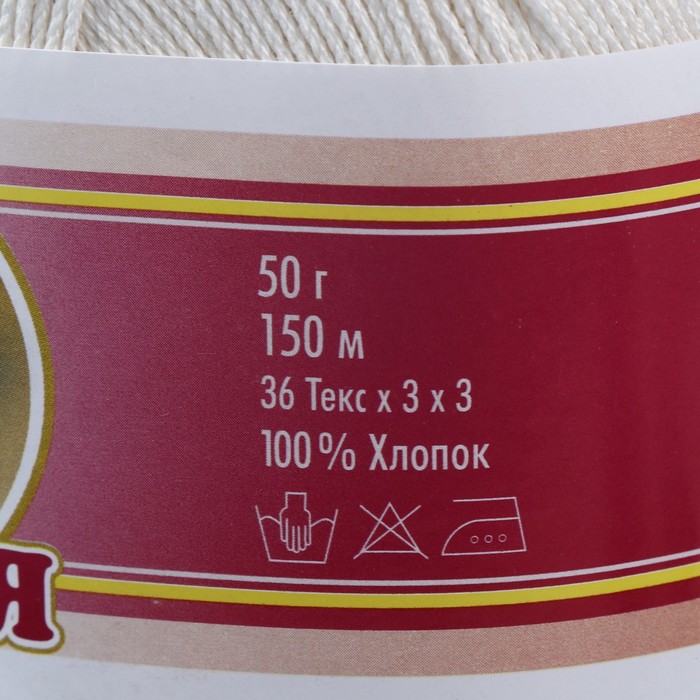 50 г
150 м
36 Текс x 3 x 3
100% Хлопок
Я